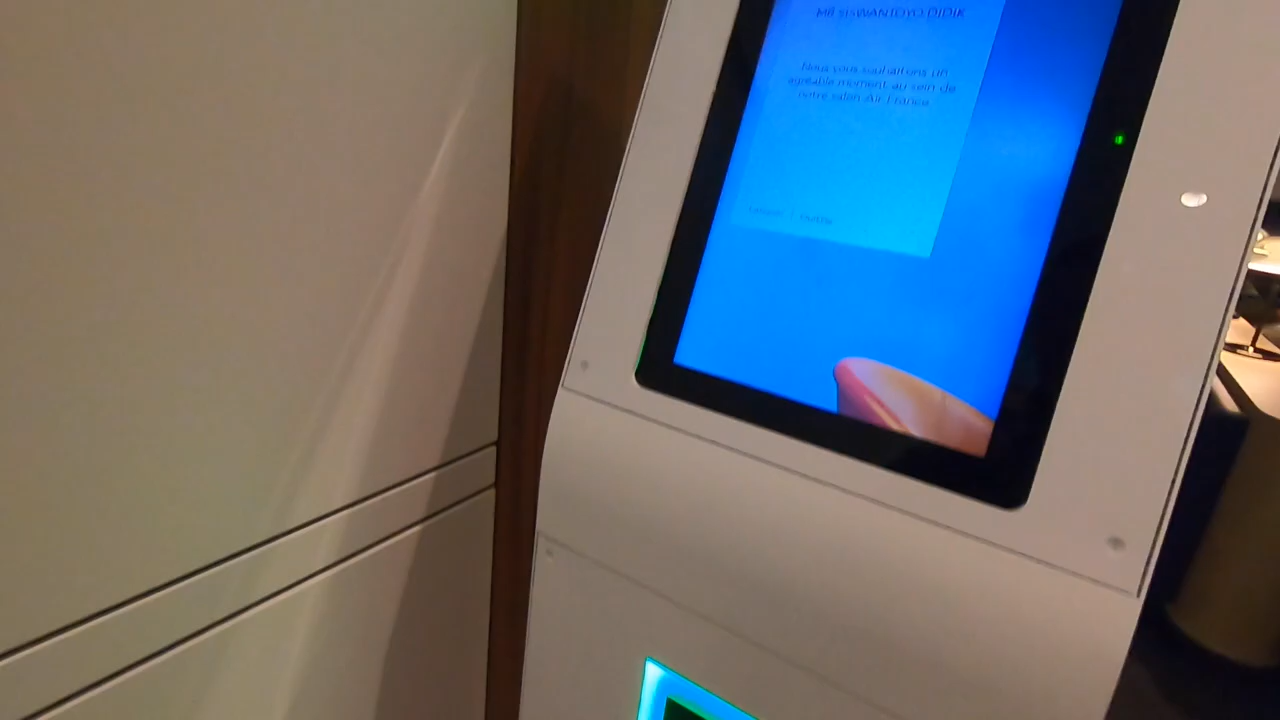 MR SISWANTOYO DIDIK
Nous vous souhaitons un
agréable moment au sein de
notre salon Air France.